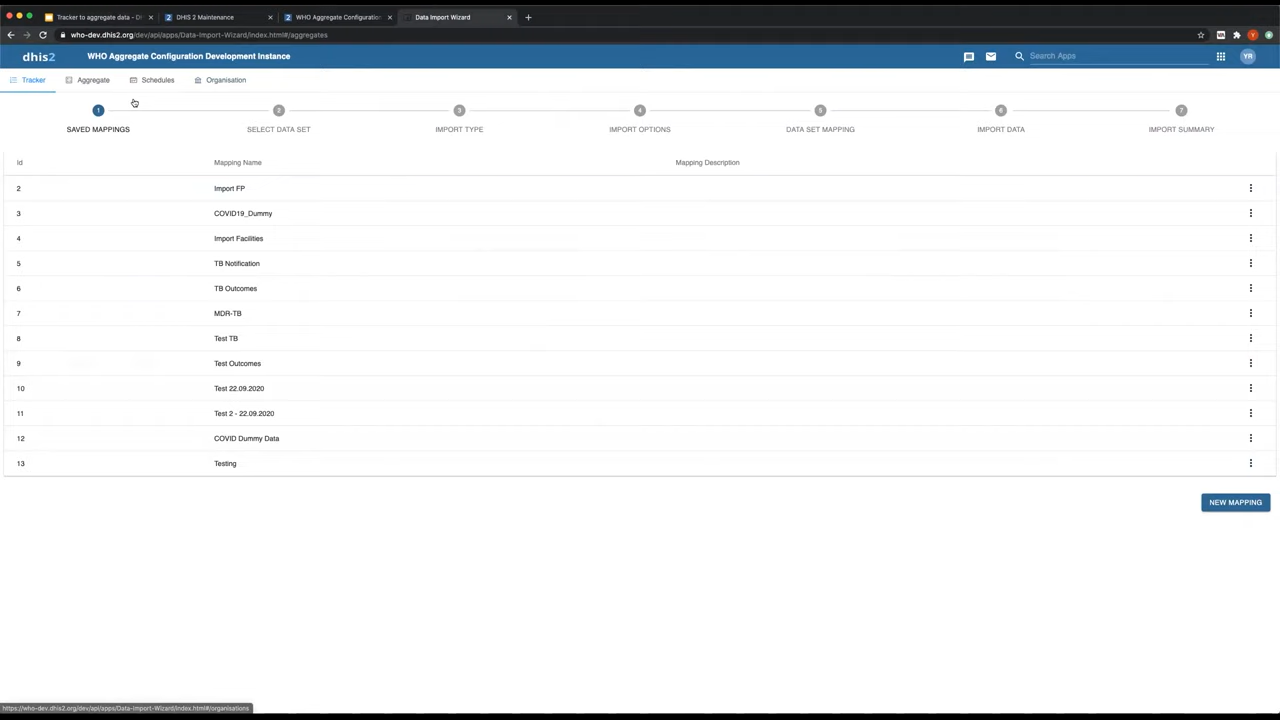 Tracker to aggregate data - DH
DHIS 2 Maintenance
WHO Aggregate Configuration
Data Import Wizard
who-dev.dhis2.org/dev/api/apps/Data-Import-Wizard/index.html#/aggregates
dhis2
WHO Aggregate Configuration Development Instance
Search Apps
YR
Tracker
Aggregate
Schedules
Organisation
1 2 3 4 5 6 7
SAVED MAPPINGS SELECT DATA SET IMPORT TYPE IMPORT OPTIONS DATA SET MAPPING IMPORT DATA IMPORT SUMMARY
Id Mapping Name Mapping Description
2 Import FP
3 COVID19_Dummy
4 Import Facilities
5 TB Notification
6 TB Outcomes
7 MDR-TB
8 Test TB
9 Test Outcomes
10 Test 22.09.2020
11 Test 2 - 22.09.2020
12 COVID Dummy Data
13 Testing
NEW MAPPING
https://who-dev.dhis2.org/dev/api/apps/Data-Import-Wizard/index.html#/organisations